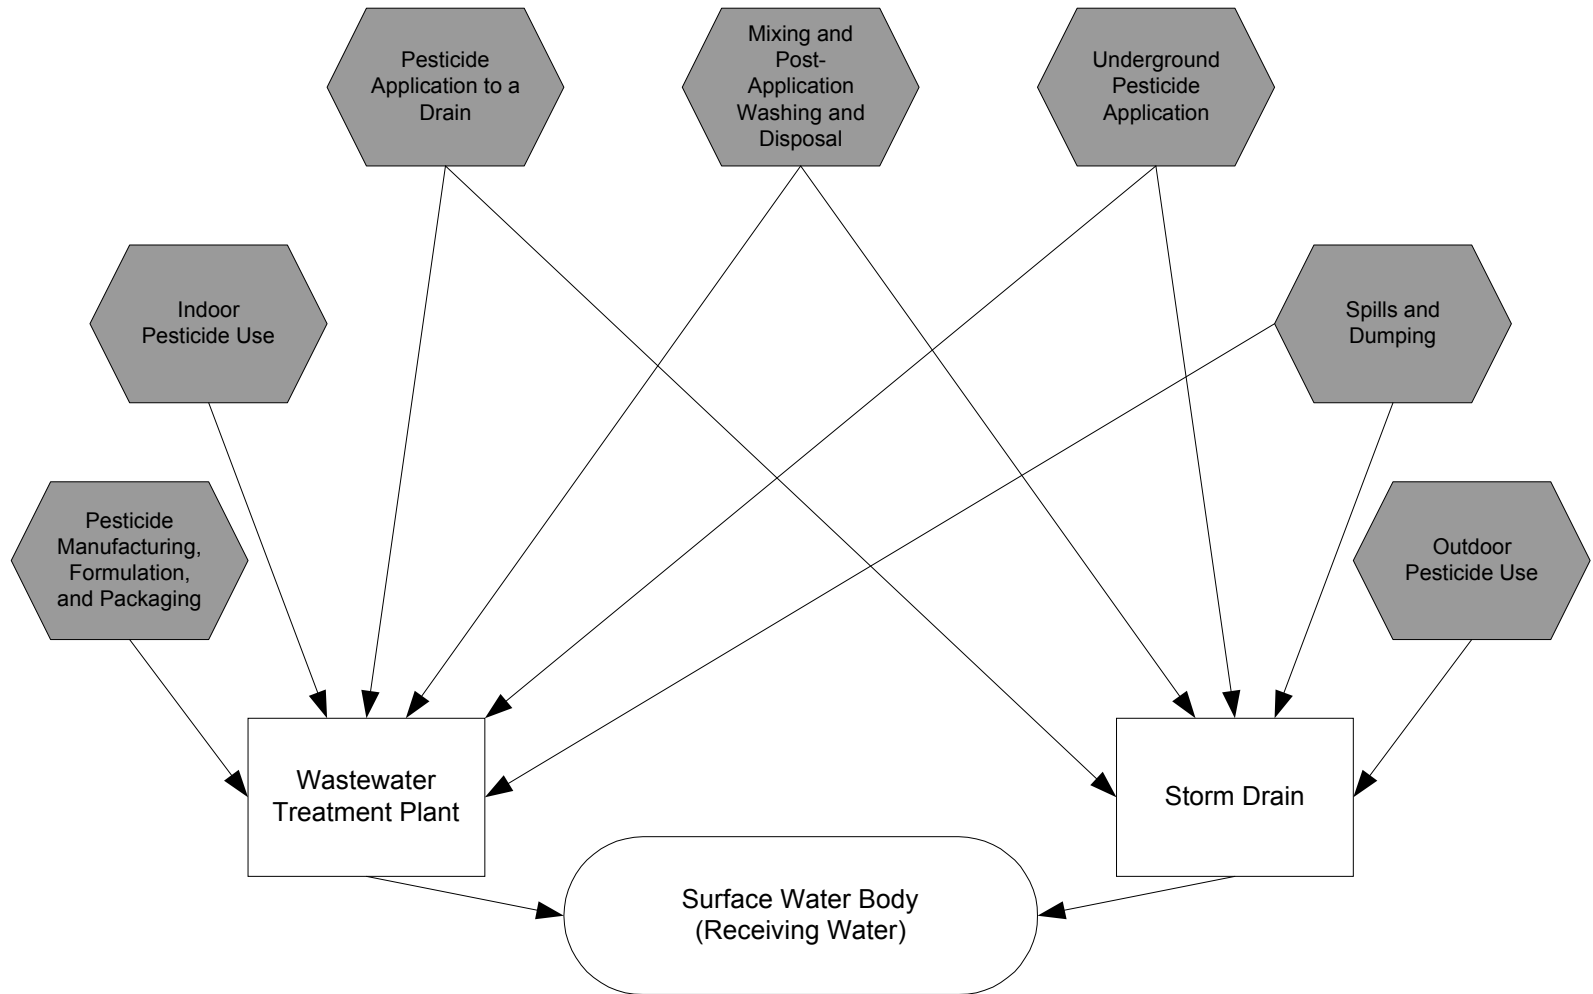 Pesticide
Application to a
Drain
Mixing and
Post-
Application
Washing and
Disposal
Underground
Pesticide
Application
Indoor
Pesticide Use
Spills and
Dumping
Pesticide
Manufacturing,
Formulation,
and Packaging
Outdoor
Pesticide Use
Wastewater
Treatment Plant
Storm Drain
Surface Water Body
(Receiving Water)